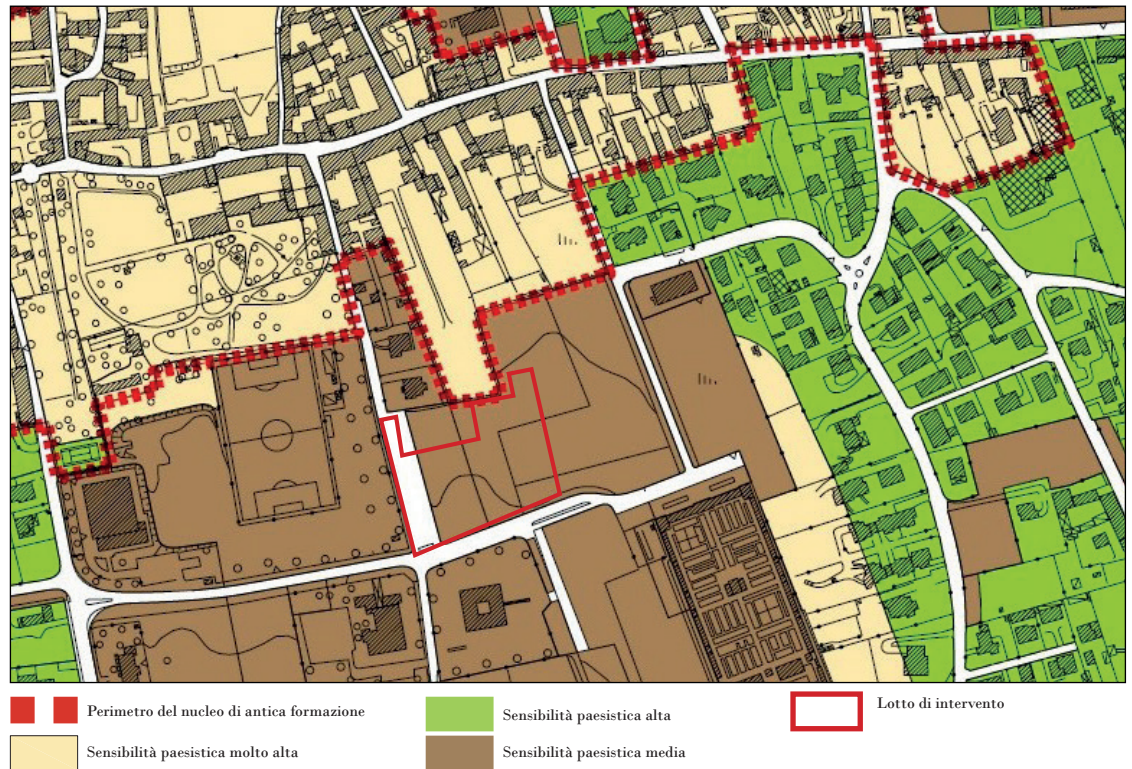 Perimetro del nucleo di antica formazione
Sensibilità paesistica alta
Lotto di intervento
Sensibilità paesistica molto alta
Sensibilità paesistica media